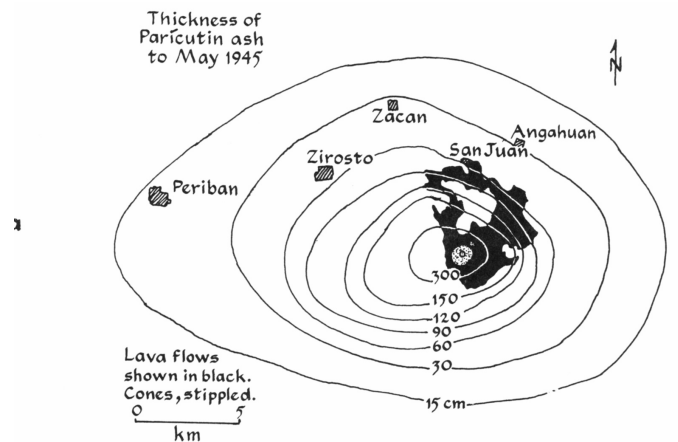 Thickness of
Parícutin ash
to May 1945
N
Zacan
Angahuan
San Juan
Zirosto
Periban
300
150
120
90
60
30
15 cm
Lava flows
shown in black.
Cones, stippled.
0 5
km